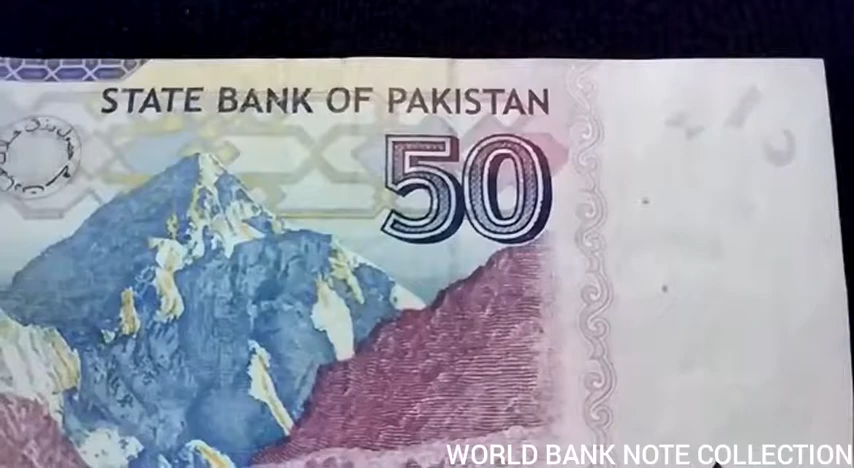 STATE BANK OF PAKISTAN
50
WORLD BANK NOTE COLLECTION